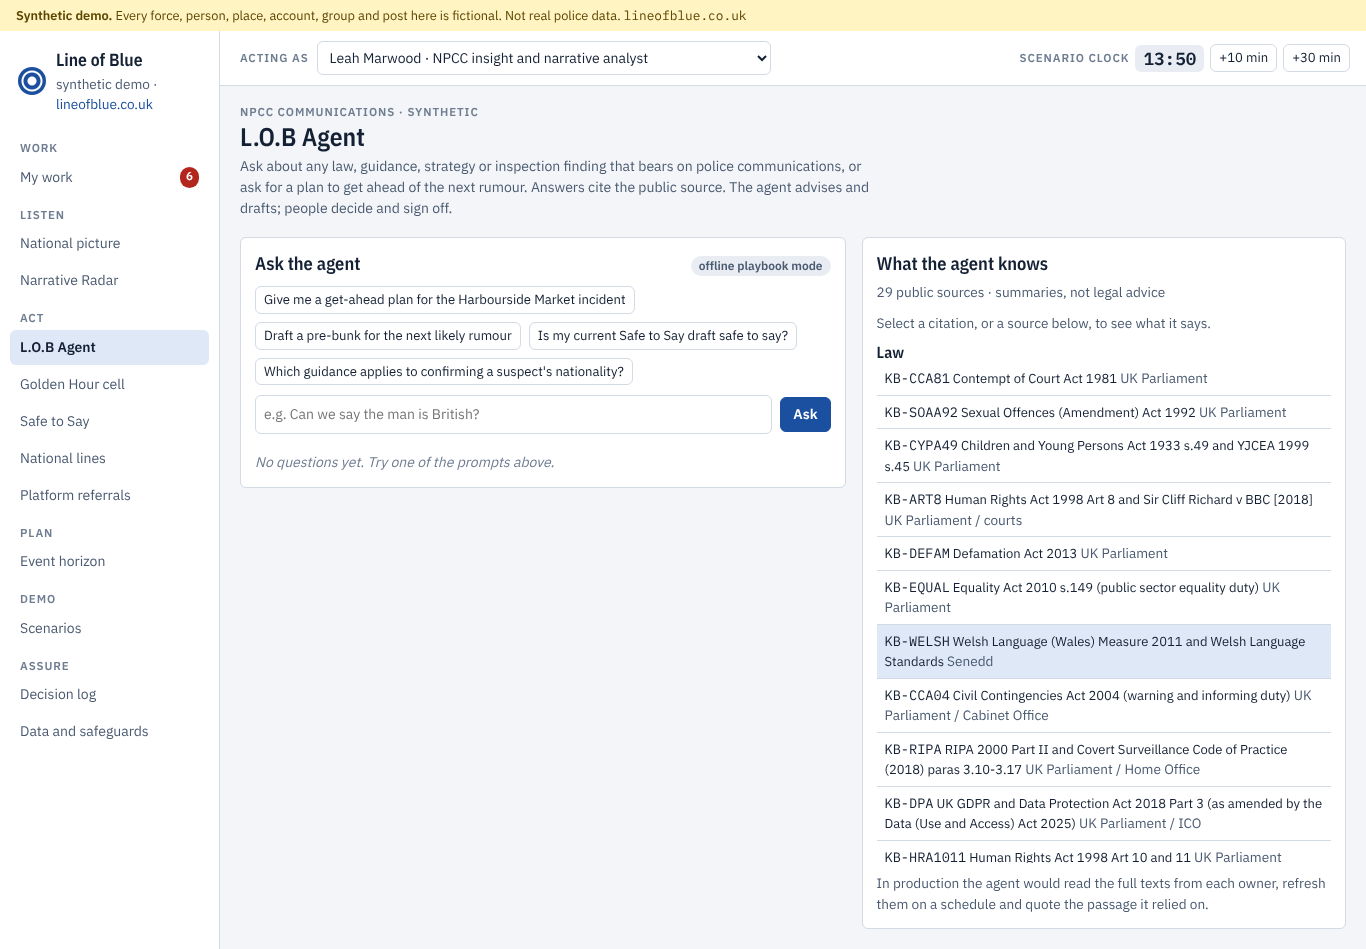 Synthetic demo. Every force, person, place, account, group and post here is fictional. Not real police data. lineofblue.co.uk
Line of Blue
synthetic demo ·
lineofblue.co.uk
WORK
My work
6
LISTEN
National picture
Narrative Radar
ACT
L.O.B Agent
Golden Hour cell
Safe to Say
National lines
Platform referrals
PLAN
Event horizon
DEMO
Scenarios
ASSURE
Decision log
Data and safeguards
ACTING AS
Leah Marwood · NPCC insight and narrative analyst
SCENARIO CLOCK
13:50
+10 min
+30 min
NPCC COMMUNICATIONS · SYNTHETIC
L.O.B Agent
Ask about any law, guidance, strategy or inspection finding that bears on police communications, or
ask for a plan to get ahead of the next rumour. Answers cite the public source. The agent advises and
drafts; people decide and sign off.
Ask the agent
offline playbook mode
Give me a get-ahead plan for the Harbourside Market incident
Draft a pre-bunk for the next likely rumour
Is my current Safe to Say draft safe to say?
Which guidance applies to confirming a suspect's nationality?
e.g. Can we say the man is British?
Ask
No questions yet. Try one of the prompts above.
What the agent knows
29 public sources · summaries, not legal advice
Select a citation, or a source below, to see what it says.
Law
KB-CCA81 Contempt of Court Act 1981 UK Parliament
KB-SOAA92 Sexual Offences (Amendment) Act 1992 UK Parliament
KB-CYPA49 Children and Young Persons Act 1933 s.49 and YJCEA 1999
s.45 UK Parliament
KB-ART8 Human Rights Act 1998 Art 8 and Sir Cliff Richard v BBC [2018]
UK Parliament / courts
KB-DEFAM Defamation Act 2013 UK Parliament
KB-EQUAL Equality Act 2010 s.149 (public sector equality duty) UK
Parliament
KB-WELSH Welsh Language (Wales) Measure 2011 and Welsh Language
Standards Senedd
KB-CCA04 Civil Contingencies Act 2004 (warning and informing duty) UK
Parliament / Cabinet Office
KB-RIPA RIPA 2000 Part II and Covert Surveillance Code of Practice
(2018) paras 3.10-3.17 UK Parliament / Home Office
KB-DPA UK GDPR and Data Protection Act 2018 Part 3 (as amended by the
Data (Use and Access) Act 2025) UK Parliament / ICO
KB-HRA1011 Human Rights Act 1998 Art 10 and 11 UK Parliament
In production the agent would read the full texts from each owner, refresh
them on a schedule and quote the passage it relied on.